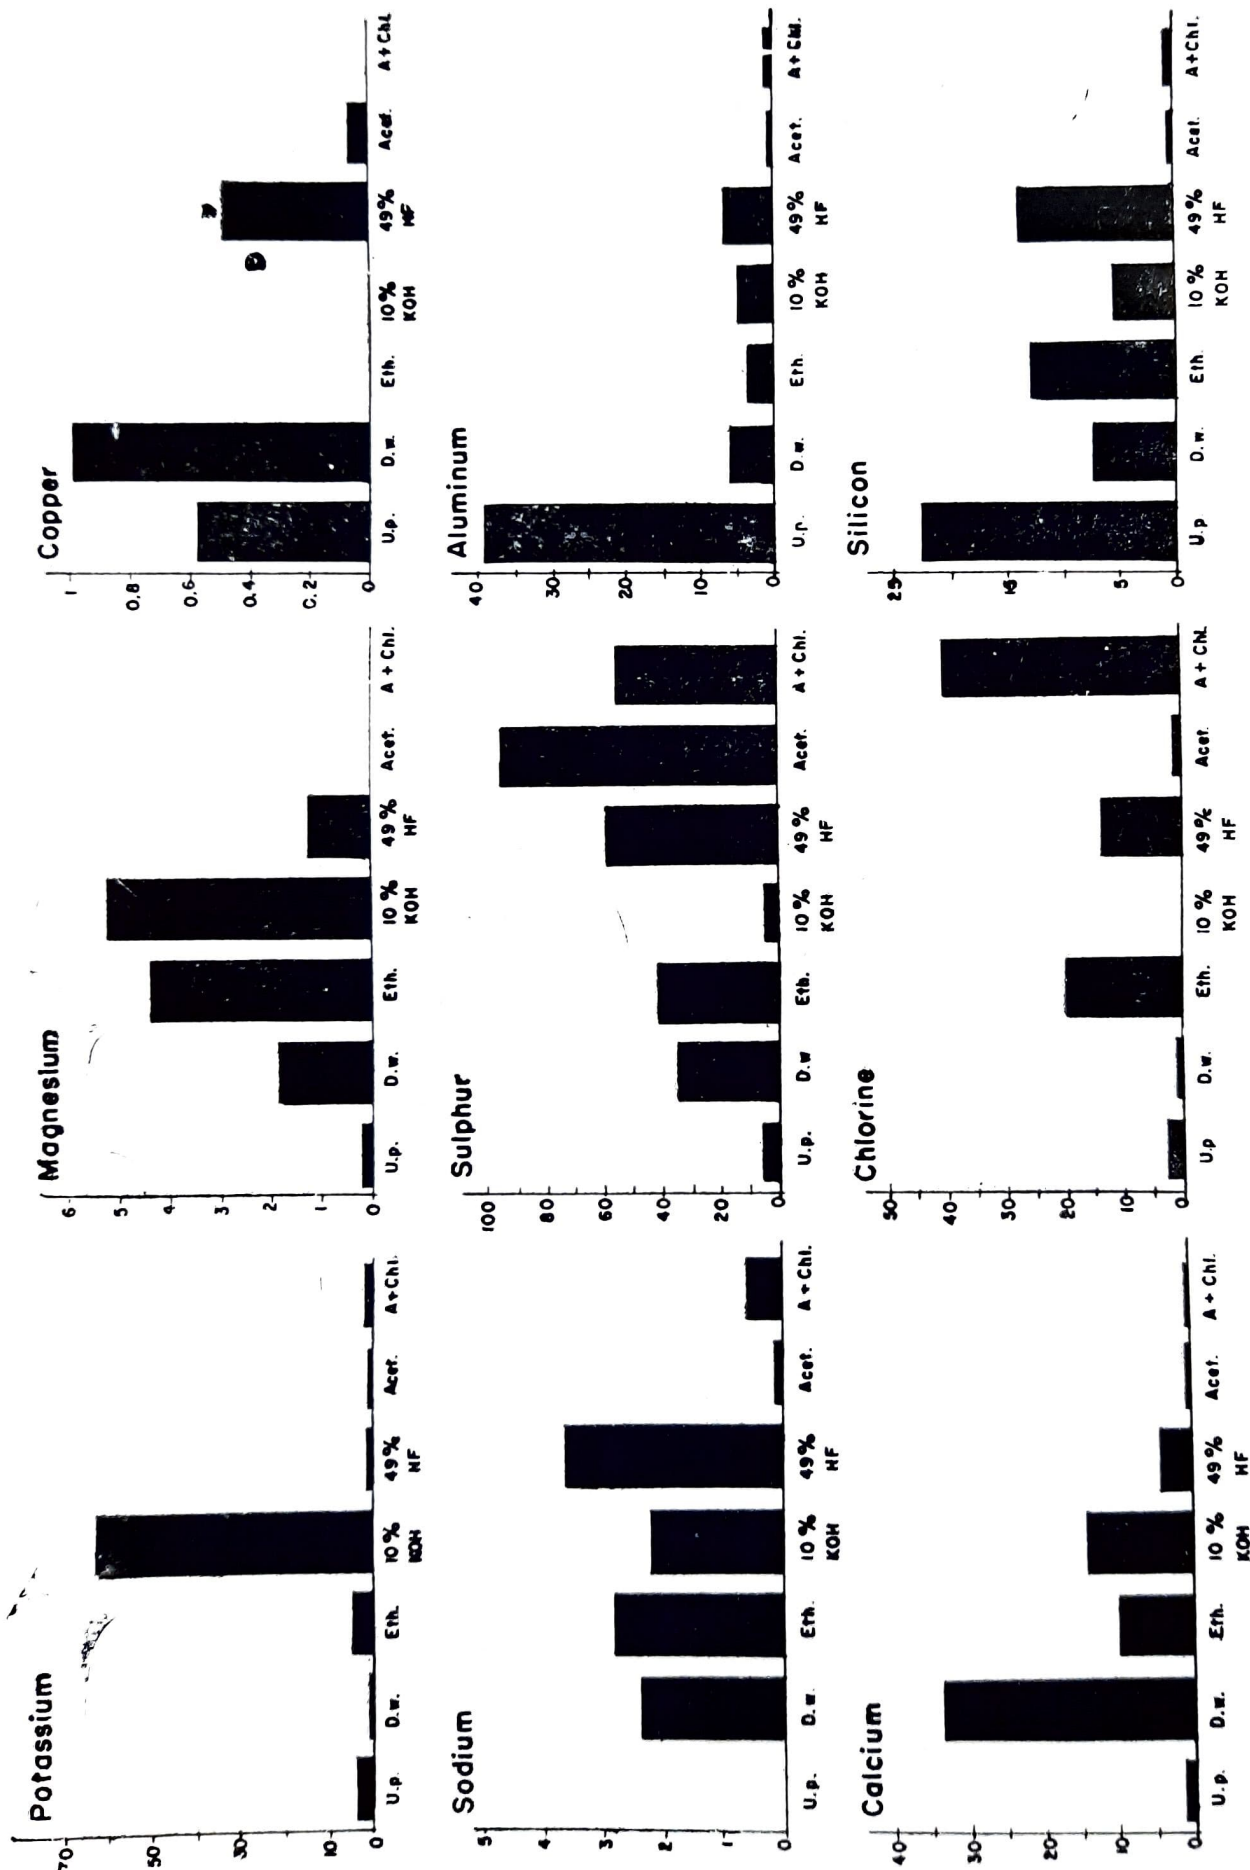 Potassium
70
50
30
10
0
U.p. D.w. Eth. 10% 49% Acet. A+Chl.
KOH HF
Magnesium
6
5
4
3
2
1
0
U.p. D.w. Eth. 10% 49% Acet. A + Chl.
KOH HF
Copper
1
0.8
0.6
0.4
0.
0
U.p. D.w. Eth. 10% 49% Acet. A+Chl.
KOH HF
Sodium
5
4
2
1
0
U.p. D.w. Eth. 10% 49% Acet. A + Chl.
KOH HF
Sulphur
100
80
60
40
20
0
U.p. D.w Eth. 10% 49% Acet. A + Chl.
KOH HF
Aluminum
40
30
20
10
0
U.p. D.w. Eth. 10% 49% Acet. A+Chl.
KOH HF
Calcium
40
30
20
10
0
U.p. D.w. Eth. 10% 49% Acet. A + Chl.
KOH HF
Chlorine
50
40
30
20
10
0
U.p D.w. Eth. 10% 49% Acet A + Chl.
KOH HF
Silicon
25
15
5
0
U.p D.w. Eth. 10% 49% Acet. A+Chl.
KOH HF